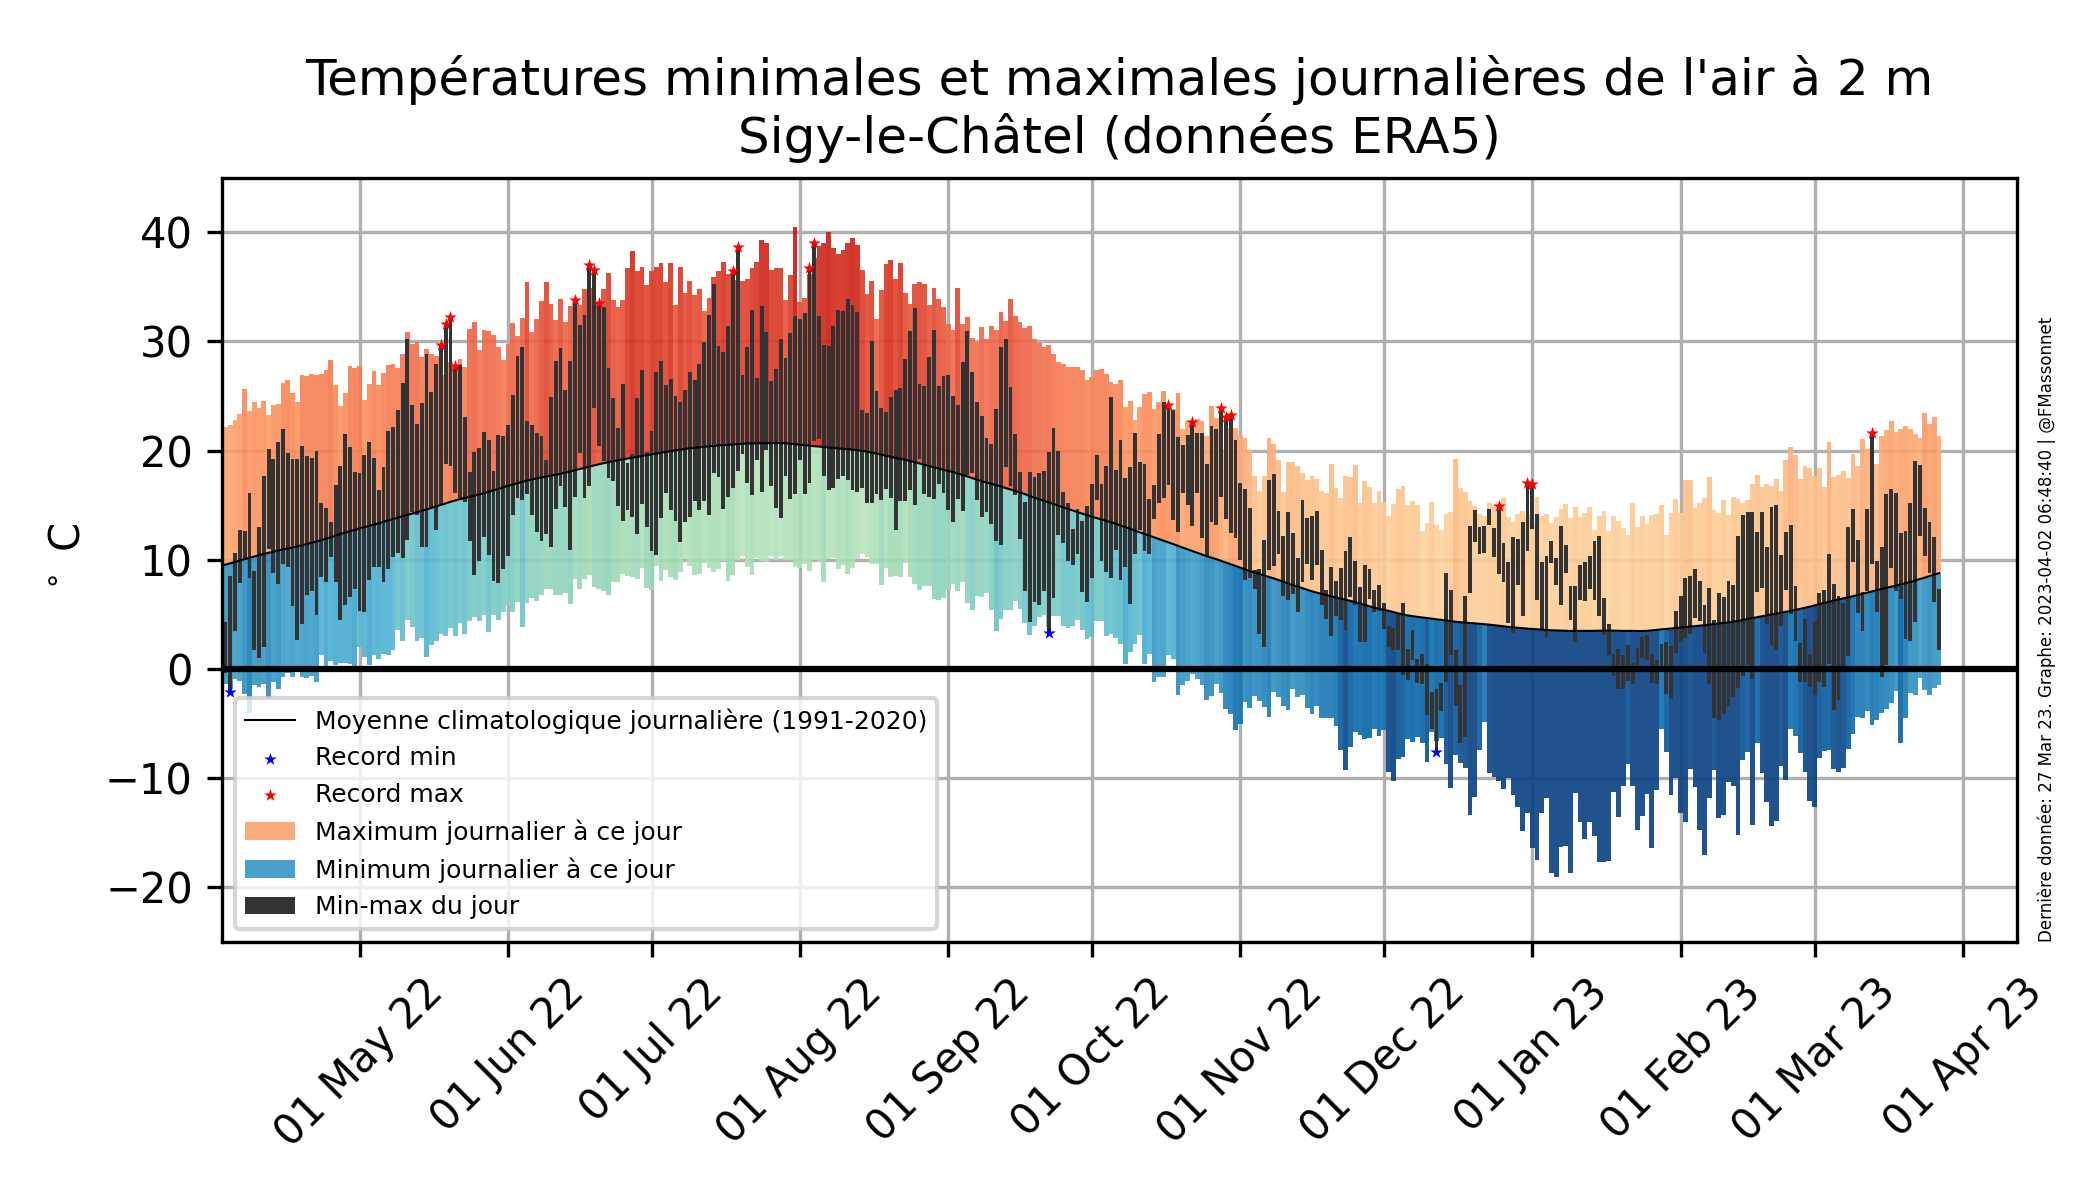 Températures minimales et maximales journalières de l'air à 2 m
Sigy-le-Châtel (données ERA5)
° C
40
30
20
10
0
−10
−20
Moyenne climatologique journalière (1991-2020)
Record min
Record max
Maximum journalier à ce jour
Minimum journalier à ce jour
Min-max du jour
01 May 22
01 Jun 22
01 Jul 22
01 Aug 22
01 Sep 22
01 Oct 22
01 Nov 22
01 Dec 22
01 Jan 23
01 Feb 23
01 Mar 23
01 Apr 23
Dernière donnée: 27 Mar 23. Graphe: 2023-04-02 06:48:40 | @FMassonnet